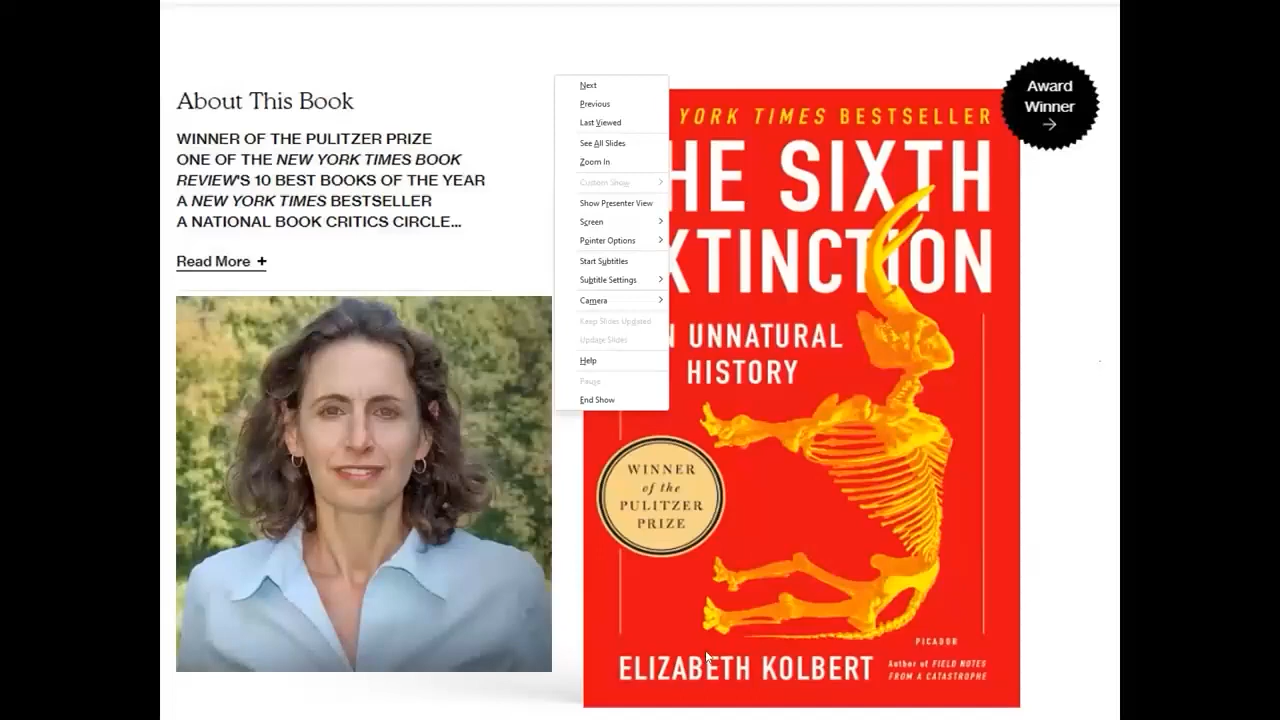 About This Book
WINNER OF THE PULITZER PRIZE
ONE OF THE NEW YORK TIMES BOOK
REVIEW'S 10 BEST BOOKS OF THE YEAR
A NEW YORK TIMES BESTSELLER
A NATIONAL BOOK CRITICS CIRCLE...
Read More +
Next
Previous
Last Viewed
See All Slides
Zoom In
Custom Show
Show Presenter View
Screen
Pointer Options
Start Subtitles
Subtitle Settings
Camera
Keep Slides Updated
Update Slides
Help
Pause
End Show
Award
Winner
YORK TIMES BESTSELLER
HE SIXTH
XTINCTION
N UNNATURAL
HISTORY
WINNER
of the
PULITZER
PRIZE
PICADOR
ELIZABETH KOLBERT
Author of FIELD NOTES
FROM A CATASTROPHE